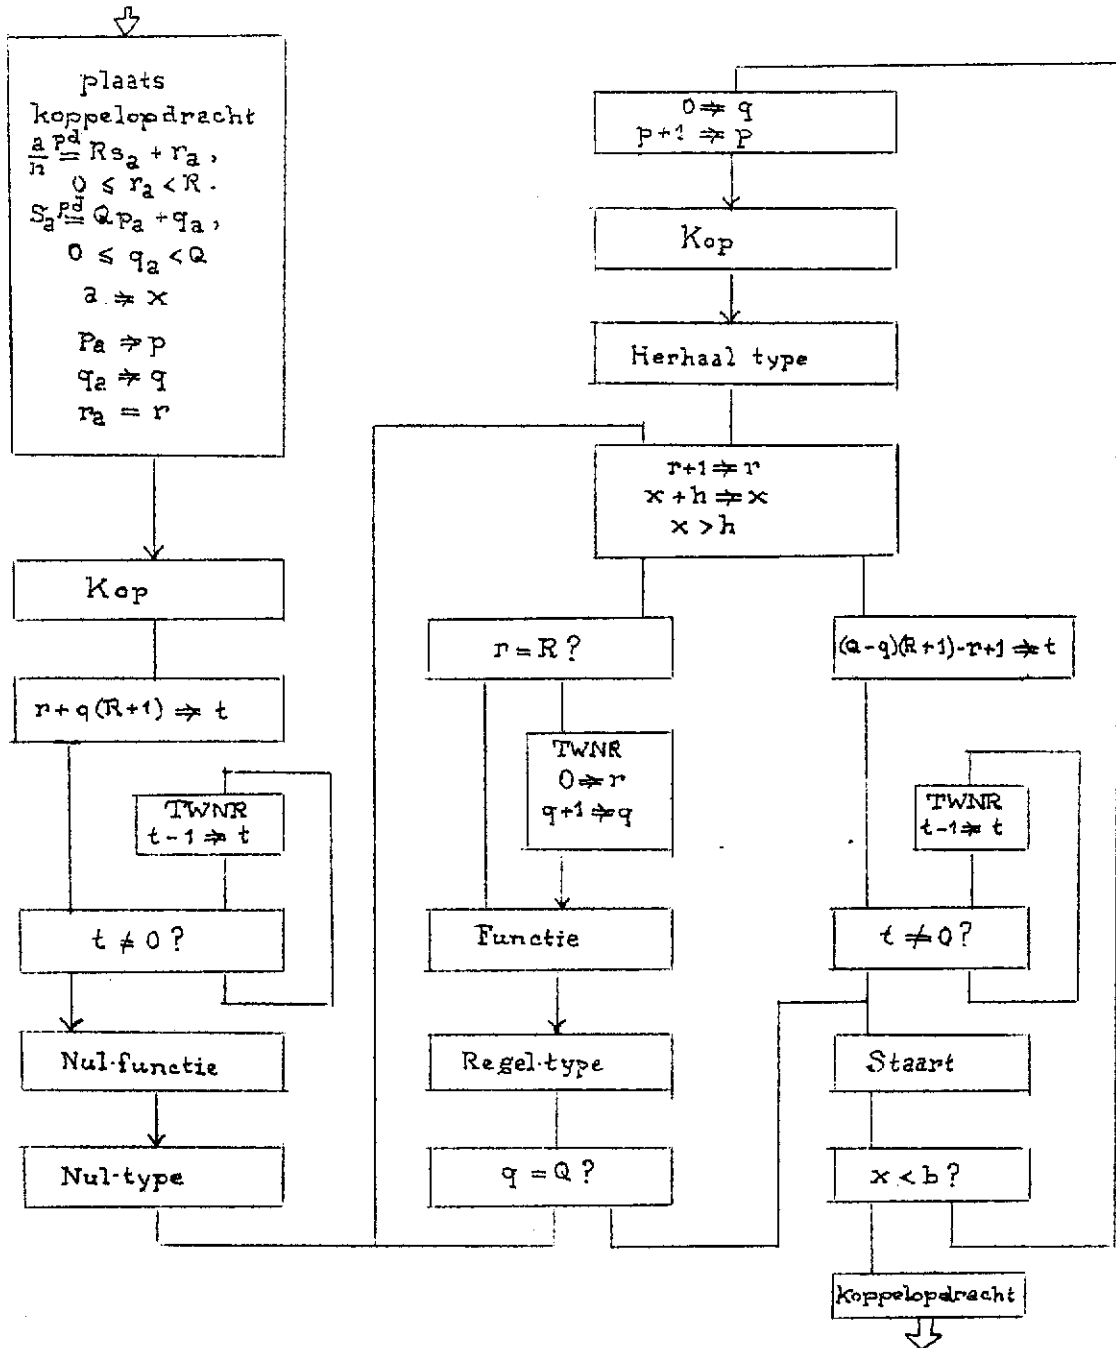 plaats
koppelopdracht
a/h pd= Rs_a + r_a ,
0 ≤ r_a < R .
S_a pd= Qp_a + q_a ,
0 ≤ q_a < Q
a ⇒ x
p_a ⇒ p
q_a ⇒ q
r_a = r
Kop
r+q(R+1) ⇒ t
TWNR
t-1 ⇒ t
t ≠ 0 ?
Nul-functie
Nul-type
0 ⇒ q
p+1 ⇒ p
Kop
Herhaal type
r+1 ⇒ r
x + h ⇒ x
x > h
r = R ?
TWNR
0 ⇒ r
q+1 ⇒ q
Functie
Regel-type
q = Q ?
(Q-q)(R+1)-r+1 ⇒ t
TWNR
t-1 ⇒ t
t ≠ 0 ?
Staart
x < b ?
koppelopdracht